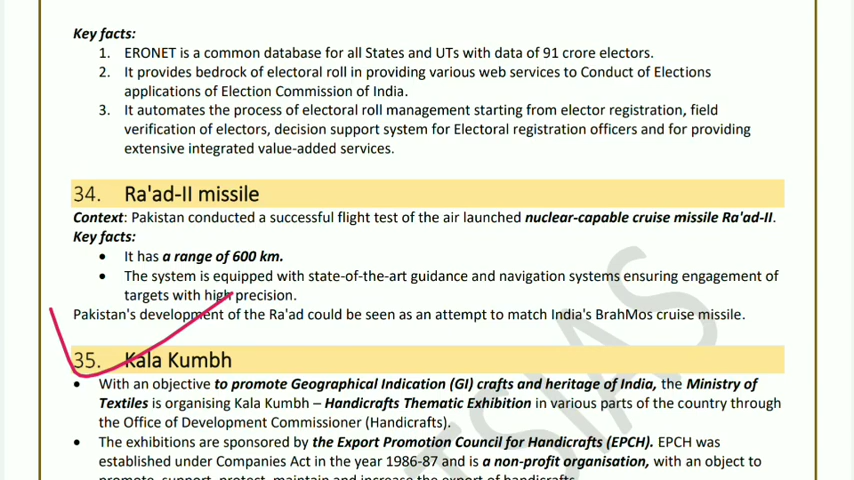 Key facts:
1. ERONET is a common database for all States and UTs with data of 91 crore electors.
2. It provides bedrock of electoral roll in providing various web services to Conduct of Elections
applications of Election Commission of India.
3. It automates the process of electoral roll management starting from elector registration, field
verification of electors, decision support system for Electoral registration officers and for providing
extensive integrated value-added services.
34. Ra'ad-II missile
Context: Pakistan conducted a successful flight test of the air launched nuclear-capable cruise missile Ra'ad-II.
Key facts:
• It has a range of 600 km.
• The system is equipped with state-of-the-art guidance and navigation systems ensuring engagement of
targets with high precision.
Pakistan's development of the Ra'ad could be seen as an attempt to match India's BrahMos cruise missile.
35. Kala Kumbh
• With an objective to promote Geographical Indication (GI) crafts and heritage of India, the Ministry of
Textiles is organising Kala Kumbh – Handicrafts Thematic Exhibition in various parts of the country through
the Office of Development Commissioner (Handicrafts).
• The exhibitions are sponsored by the Export Promotion Council for Handicrafts (EPCH). EPCH was
established under Companies Act in the year 1986-87 and is a non-profit organisation, with an object to
promote, support, protect, maintain and increase the export of handicrafts.